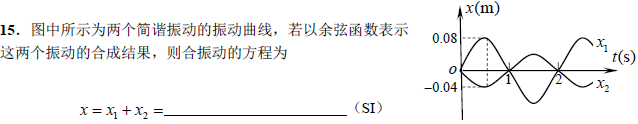 15. 图中所示为两个简谐振动的振动曲线，若以余弦函数表示
这两个振动的合成结果，则合振动的方程为
x = x₁ + x₂ = （SI）
x(m)
0.08
x₁
t(s)
o
1
2
−0.04
x₂